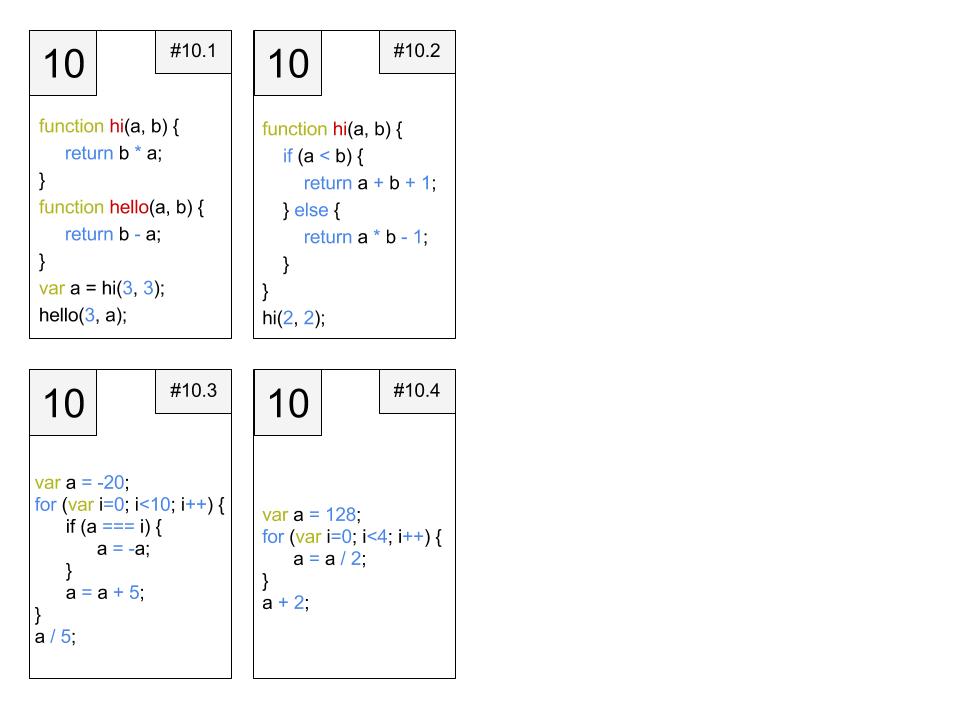 10
#10.1
function hi(a, b) {
return b * a;
}
function hello(a, b) {
return b - a;
}
var a = hi(3, 3);
hello(3, a);
10
#10.2
function hi(a, b) {
if (a < b) {
return a + b + 1;
} else {
return a * b - 1;
}
}
hi(2, 2);
10
#10.3
var a = -20;
for (var i=0; i<10; i++) {
if (a === i) {
a = -a;
}
a = a + 5;
}
a / 5;
10
#10.4
var a = 128;
for (var i=0; i<4; i++) {
a = a / 2;
}
a + 2;